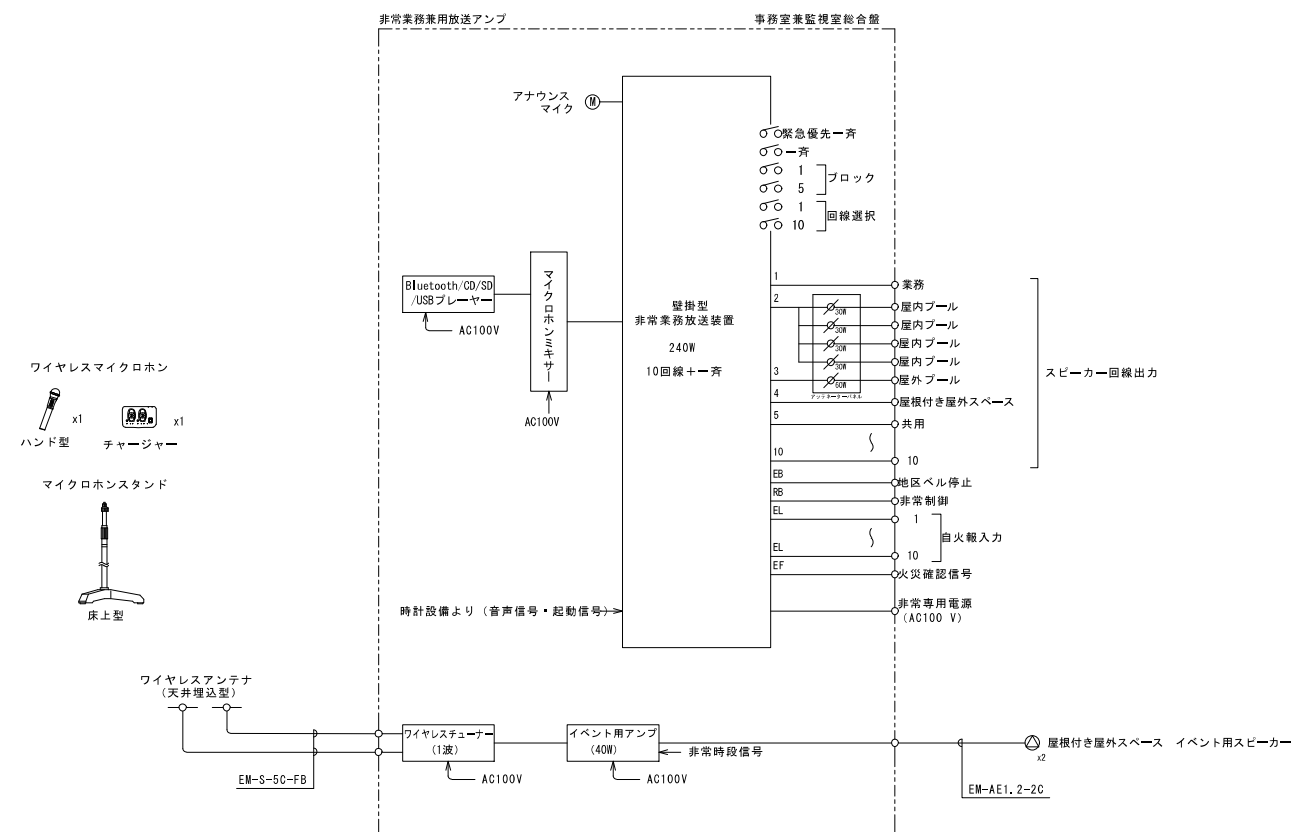 非常業務兼用放送アンプ
事務室兼監視室総合盤
アナウンス
マイク
M
緊急優先一斉
一斉
1
5
ブロック
1
10
回線選択
Bluetooth/CD/SD
/USBプレーヤー
AC100V
マイクロホンミキサー
AC100V
壁掛型
非常業務放送装置
240W
10回線＋一斉
1
業務
2
30W
屋内プール
30W
屋内プール
30W
屋内プール
30W
屋内プール
3
60W
屋外プール
アッテネーターパネル
4
屋根付き屋外スペース
5
共用
10
10
スピーカー回線出力
EB
地区ベル停止
RB
非常制御
EL
1
EL
10
自火報入力
EF
火災確認信号
非常専用電源
(AC100 V)
時計設備より（音声信号・起動信号）
ワイヤレスマイクロホン
x1
x1
ハンド型
チャージャー
マイクロホンスタンド
床上型
ワイヤレスアンテナ
(天井埋込型)
EM-S-5C-FB
ワイヤレスチューナー
(1波)
AC100V
イベント用アンプ
(40W)
AC100V
非常時段信号
屋根付き屋外スペース　イベント用スピーカー
x2
EM-AE1.2-2C